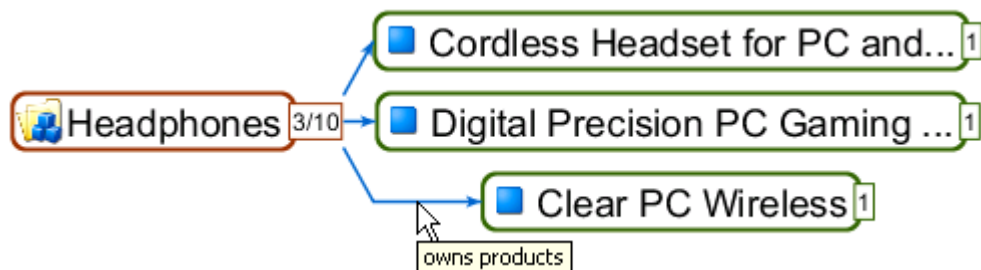 Cordless Headset for PC and... 1
Headphones 3/10
Digital Precision PC Gaming ... 1
Clear PC Wireless 1
owns products